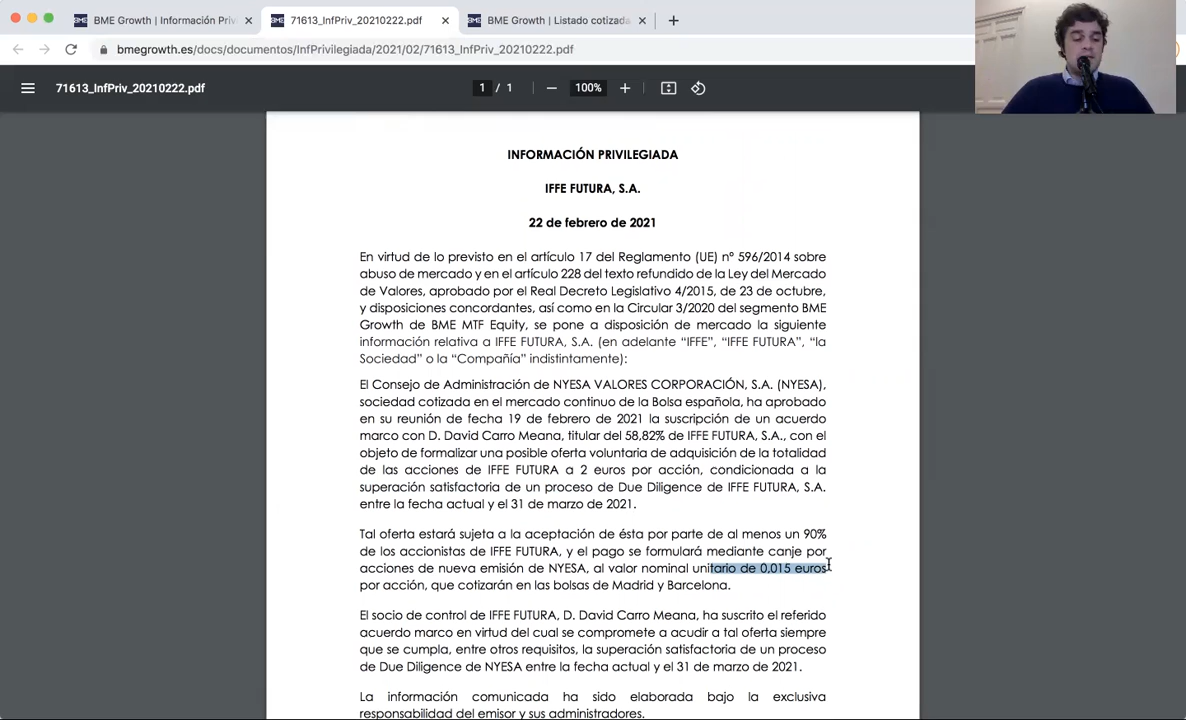 BME Growth | Información Priv
71613_InfPriv_20210222.pdf
BME Growth | Listado cotizada
bmegrowth.es/docs/documentos/InfPrivilegiada/2021/02/71613_InfPriv_20210222.pdf
71613_InfPriv_20210222.pdf
1 / 1
100%
INFORMACIÓN PRIVILEGIADA
IFFE FUTURA, S.A.
22 de febrero de 2021
En virtud de lo previsto en el artículo 17 del Reglamento (UE) nº 596/2014 sobre
abuso de mercado y en el artículo 228 del texto refundido de la Ley del Mercado
de Valores, aprobado por el Real Decreto Legislativo 4/2015, de 23 de octubre,
y disposiciones concordantes, así como en la Circular 3/2020 del segmento BME
Growth de BME MTF Equity, se pone a disposición de mercado la siguiente
información relativa a IFFE FUTURA, S.A. (en adelante “IFFE”, “IFFE FUTURA”, “la
Sociedad” o la “Compañía” indistintamente):
El Consejo de Administración de NYESA VALORES CORPORACIÓN, S.A. (NYESA),
sociedad cotizada en el mercado continuo de la Bolsa española, ha aprobado
en su reunión de fecha 19 de febrero de 2021 la suscripción de un acuerdo
marco con D. David Carro Meana, titular del 58,82% de IFFE FUTURA, S.A., con el
objeto de formalizar una posible oferta voluntaria de adquisición de la totalidad
de las acciones de IFFE FUTURA a 2 euros por acción, condicionada a la
superación satisfactoria de un proceso de Due Diligence de IFFE FUTURA, S.A.
entre la fecha actual y el 31 de marzo de 2021.
Tal oferta estará sujeta a la aceptación de ésta por parte de al menos un 90%
de los accionistas de IFFE FUTURA, y el pago se formulará mediante canje por
acciones de nueva emisión de NYESA, al valor nominal unitario de 0,015 euros
por acción, que cotizarán en las bolsas de Madrid y Barcelona.
El socio de control de IFFE FUTURA, D. David Carro Meana, ha suscrito el referido
acuerdo marco en virtud del cual se compromete a acudir a tal oferta siempre
que se cumpla, entre otros requisitos, la superación satisfactoria de un proceso
de Due Diligence de NYESA entre la fecha actual y el 31 de marzo de 2021.
La información comunicada ha sido elaborada bajo la exclusiva
responsabilidad del emisor y sus administradores.